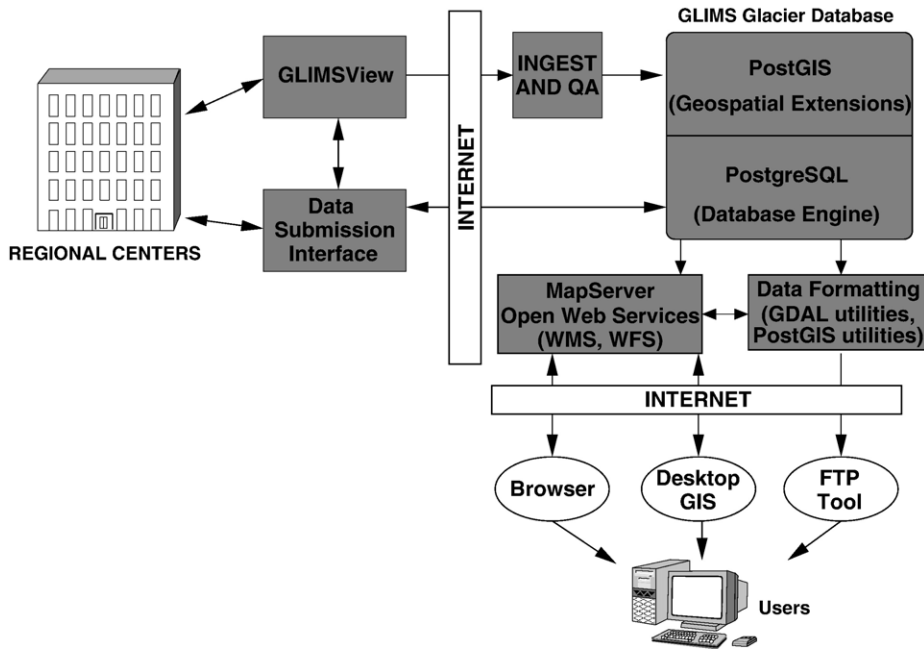 GLIMS Glacier Database
GLIMSView
INGEST
AND QA
PostGIS
(Geospatial Extensions)
PostgreSQL
(Database Engine)
INTERNET
Data
Submission
Interface
REGIONAL CENTERS
MapServer
Open Web Services
(WMS, WFS)
Data Formatting
(GDAL utilities,
PostGIS utilities)
INTERNET
Browser
Desktop
GIS
FTP
Tool
Users